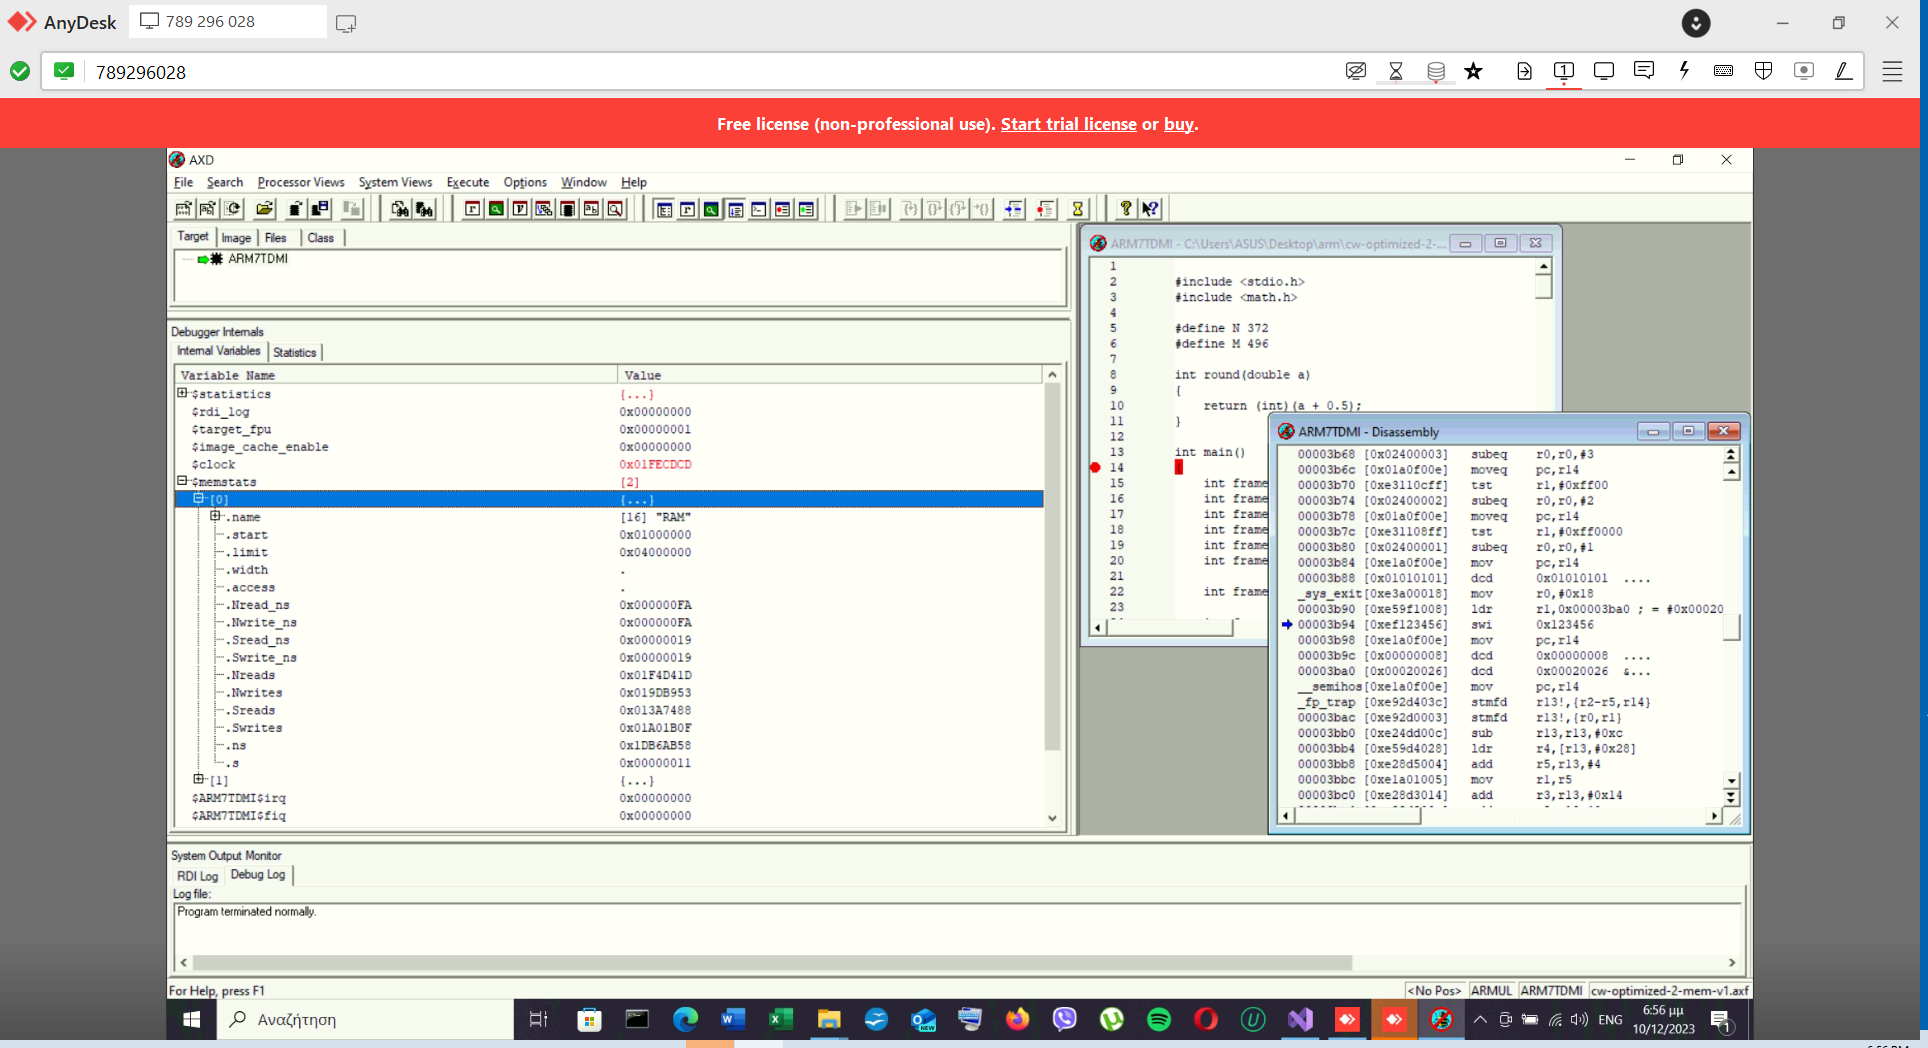 AnyDesk
789 296 028
789296028
Free license (non-professional use). Start trial license or buy.
AXD
File Search Processor Views System Views Execute Options Window Help
Target Image Files Class
ARM7TDMI
Debugger Internals
Internal Variables Statistics
Variable Name Value
$statistics {...}
$rdi_log 0x00000000
$target_fpu 0x00000001
$image_cache_enable 0x00000000
$clock 0x01FECDCD
$memstats [2]
[0] {...}
.name [16] "RAM"
.start 0x01000000
.limit 0x04000000
.width .
.access .
.Nread_ns 0x000000FA
.Nwrite_ns 0x000000FA
.Sread_ns 0x00000019
.Swrite_ns 0x00000019
.Nreads 0x01F4D41D
.Nwrites 0x019DB953
.Sreads 0x013A7488
.Swrites 0x01A01B0F
.ns 0x1DB6AB58
.s 0x00000011
[1] {...}
$ARM7TDMI$irq 0x00000000
$ARM7TDMI$fiq 0x00000000
ARM7TDMI - C:\Users\ASUS\Desktop\arm\cw-optimized-2-...
1
2 #include <stdio.h>
3 #include <math.h>
4
5 #define N 372
6 #define M 496
7
8 int round(double a)
9 {
10 return (int)(a + 0.5);
11 }
12
13 int main()
14 {
15 int frame
16 int frame
17 int frame
18 int frame
19 int frame
20 int frame
21
22 int frame
23
ARM7TDMI - Disassembly
00003b68 [0x02400003] subeq r0,r0,#3
00003b6c [0x01a0f00e] moveq pc,r14
00003b70 [0xe3110cff] tst r1,#0xff00
00003b74 [0x02400002] subeq r0,r0,#2
00003b78 [0x01a0f00e] moveq pc,r14
00003b7c [0xe31108ff] tst r1,#0xff0000
00003b80 [0x02400001] subeq r0,r0,#1
00003b84 [0xe1a0f00e] mov pc,r14
00003b88 [0x01010101] dcd 0x01010101 ....
_sys_exit [0xe3a00018] mov r0,#0x18
00003b90 [0xe59f1008] ldr r1,0x00003ba0 ; = #0x00020
00003b94 [0xef123456] swi 0x123456
00003b98 [0xe1a0f00e] mov pc,r14
00003b9c [0x00000008] dcd 0x00000008 ....
00003ba0 [0x00020026] dcd 0x00020026 &...
__semihos [0xe1a0f00e] mov pc,r14
_fp_trap [0xe92d403c] stmfd r13!,{r2-r5,r14}
00003bac [0xe92d0003] stmfd r13!,{r0,r1}
00003bb0 [0xe24dd00c] sub r13,r13,#0xc
00003bb4 [0xe59d4028] ldr r4,[r13,#0x28]
00003bb8 [0xe28d5004] add r5,r13,#4
00003bbc [0xe1a01005] mov r1,r5
00003bc0 [0xe28d3014] add r3,r13,#0x14
System Output Monitor
RDI Log Debug Log
Log file:
Program terminated normally.
For Help, press F1
<No Pos> ARMUL ARM7TDMI cw-optimized-2-mem-v1.axf
Αναζήτηση
ENG
6:56 μμ
10/12/2023
1